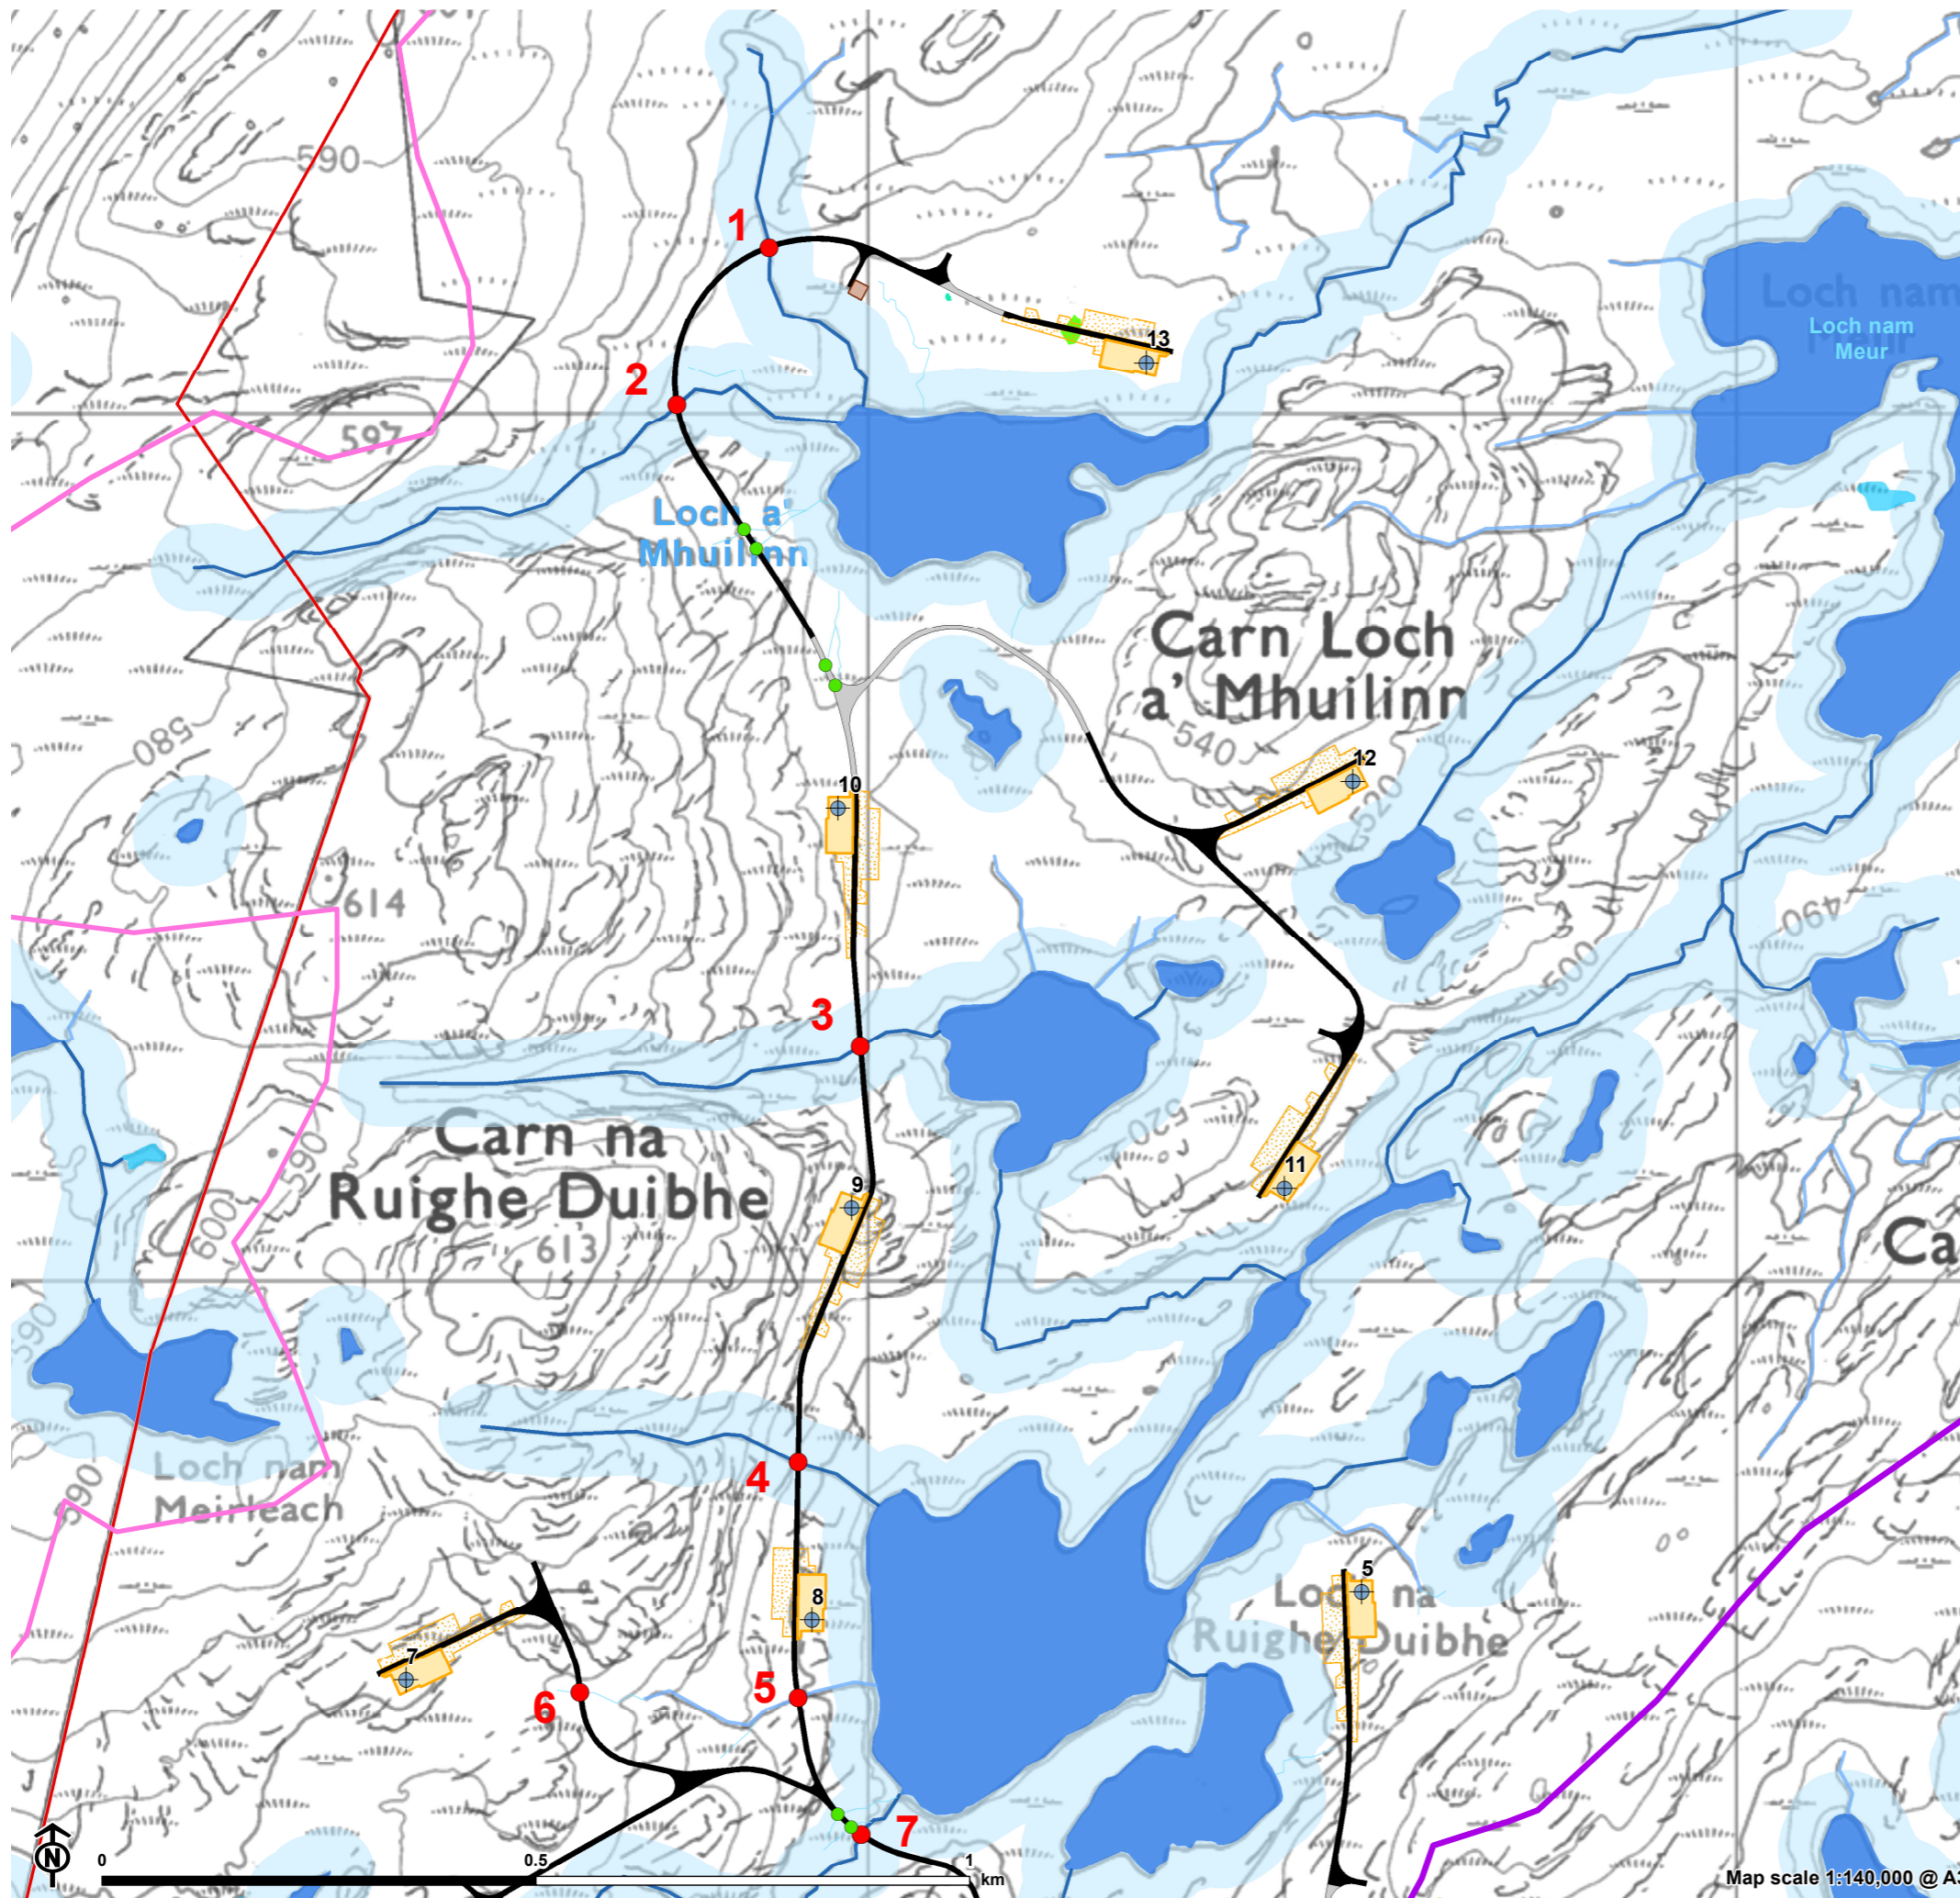 590
1
Loch nam
Loch nam
Meur
13
2
597
Loch a'
Mhuilinn
Carn Loch
a' Mhuilinn
580
540
12
10
520
614
490
500
3
Carn na
Ruighe Duibhe
590
520
11
9
600
613
Ca
590
Loch nam
Meirleach
590
4
5
8
Loch na
Ruighe Duibhe
7
5
6
7
N
0
0.5
1
km
Map scale 1:140,000 @ A3